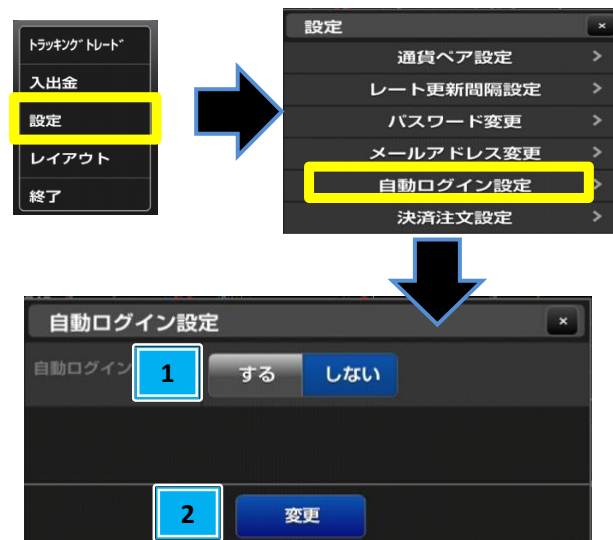 トラッキングトレード
入出金
設定
レイアウト
終了
設定
×
通貨ペア設定 >
レート更新間隔設定 >
パスワード変更 >
メールアドレス変更 >
自動ログイン設定 >
決済注文設定 >
自動ログイン設定
×
自動ログイン 1 する しない
2 変更